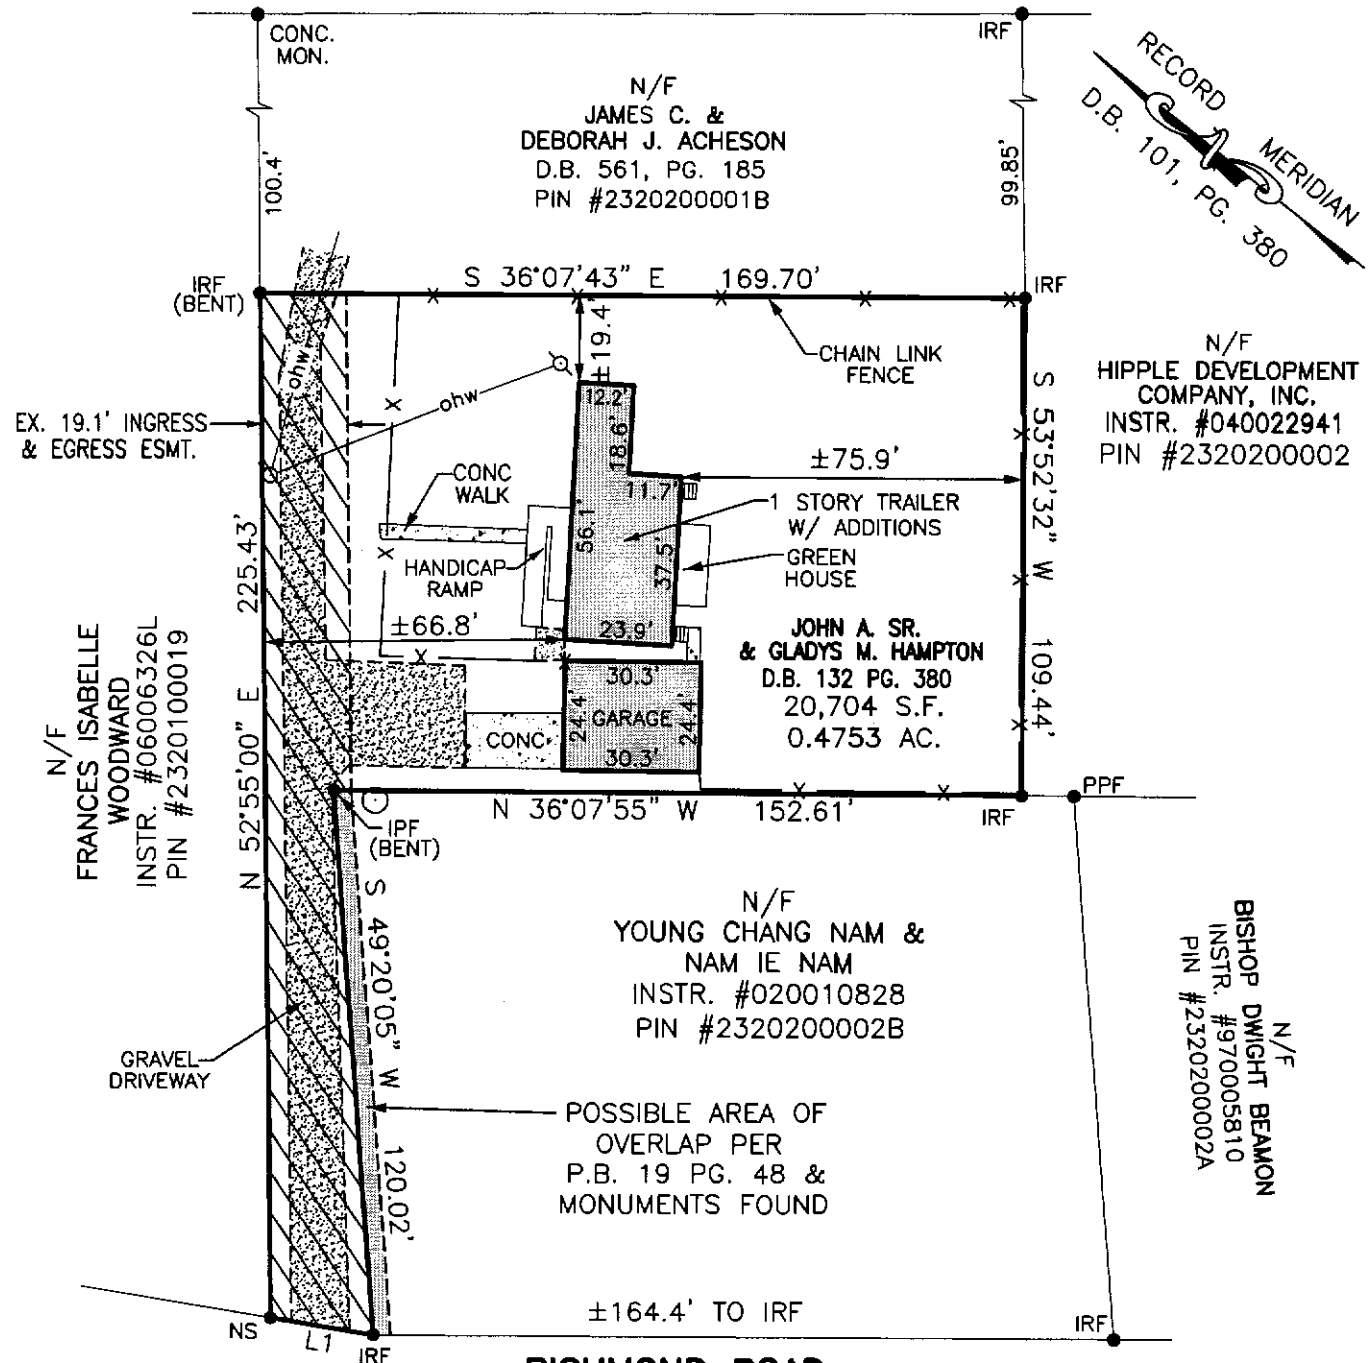 CONC.
MON.
IRF
N/F
JAMES C. &
DEBORAH J. ACHESON
D.B. 561, PG. 185
PIN #2320200001B
RECORD
MERIDIAN
D.B. 101, PG. 380
100.4'
99.85'
IRF
(BENT)
S 36°07'43" E 169.70'
IRF
±19.4'
CHAIN LINK
FENCE
N/F
HIPPLE DEVELOPMENT
COMPANY, INC.
INSTR. #040022941
PIN #2320200002
ohw
ohw
EX. 19.1' INGRESS
& EGRESS ESMT.
12.2'
18.6'
11.7'
±75.9'
S 53°52'32" W 109.44'
CONC
WALK
1 STORY TRAILER
W/ ADDITIONS
56.1'
37.5'
GREEN
HOUSE
HANDICAP
RAMP
±66.8'
23.9'
JOHN A. SR.
& GLADYS M. HAMPTON
D.B. 132 PG. 380
20,704 S.F.
0.4753 AC.
30.3'
24.4'
GARAGE
24.4'
30.3'
CONC.
N/F
FRANCES ISABELLE
WOODWARD
INSTR. #060006326L
PIN #2320100019
N 52°55'00" E 225.43'
N 36°07'55" W 152.61'
IRF
PPF
IPF
(BENT)
S 49°20'05" W 120.02'
N/F
YOUNG CHANG NAM &
NAM IE NAM
INSTR. #020010828
PIN #2320200002B
N/F
BISHOP DWIGHT BEAMON
INSTR. #970005810
PIN #2320200002A
GRAVEL
DRIVEWAY
POSSIBLE AREA OF
OVERLAP PER
P.B. 19 PG. 48 &
MONUMENTS FOUND
±164.4' TO IRF
IRF
NS
L1
IRF
RICHMOND ROAD